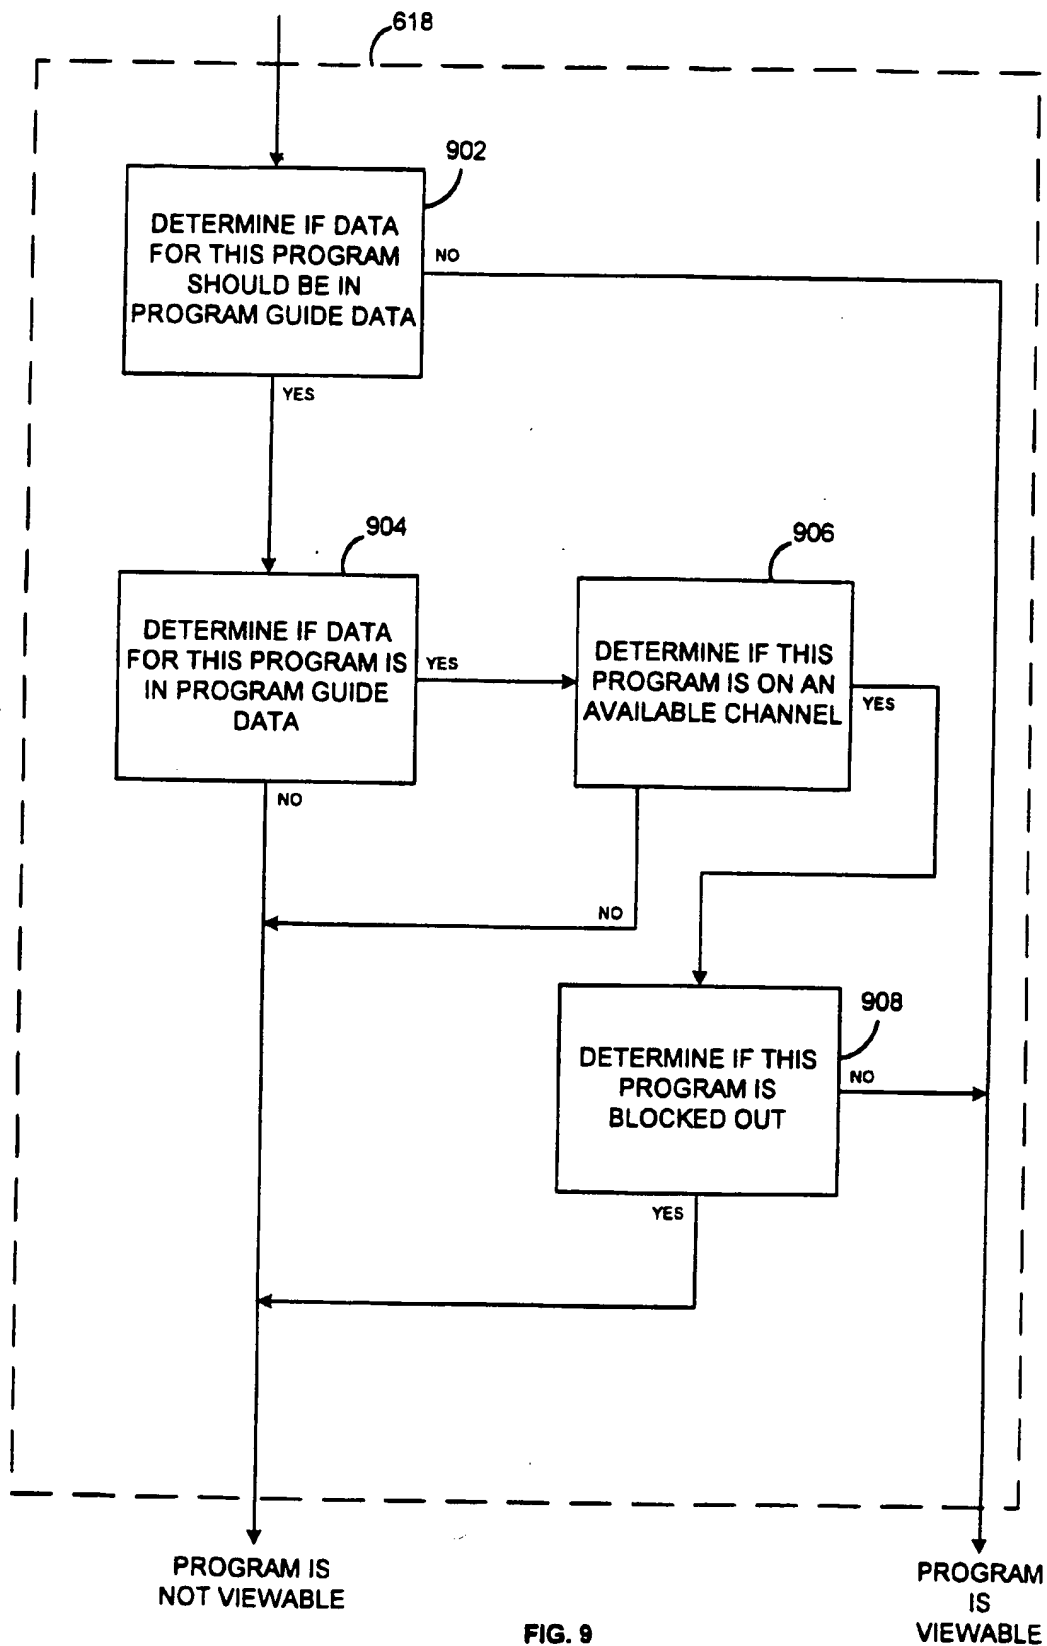 618
902
DETERMINE IF DATA
FOR THIS PROGRAM
SHOULD BE IN
PROGRAM GUIDE DATA
NO
YES
904
906
DETERMINE IF DATA
FOR THIS PROGRAM IS
IN PROGRAM GUIDE
DATA
YES
DETERMINE IF THIS
PROGRAM IS ON AN
AVAILABLE CHANNEL
YES
NO
NO
908
DETERMINE IF THIS
PROGRAM IS
BLOCKED OUT
NO
YES
PROGRAM IS
NOT VIEWABLE
PROGRAM
IS
VIEWABLE
FIG. 9